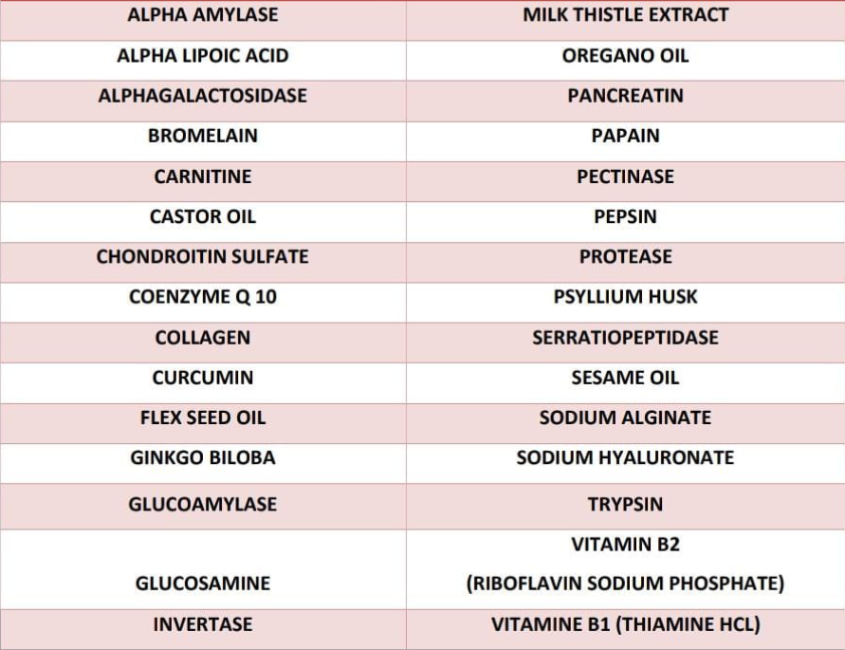 ALPHA AMYLASE MILK THISTLE EXTRACT
ALPHA LIPOIC ACID OREGANO OIL
ALPHAGALACTOSIDASE PANCREATIN
BROMELAIN PAPAIN
CARNITINE PECTINASE
CASTOR OIL PEPSIN
CHONDROITIN SULFATE PROTEASE
COENZYME Q 10 PSYLLIUM HUSK
COLLAGEN SERRATIOPEPTIDASE
CURCUMIN SESAME OIL
FLEX SEED OIL SODIUM ALGINATE
GINKGO BILOBA SODIUM HYALURONATE
GLUCOAMYLASE TRYPSIN
VITAMIN B2
GLUCOSAMINE (RIBOFLAVIN SODIUM PHOSPHATE)
INVERTASE VITAMINE B1 (THIAMINE HCL)